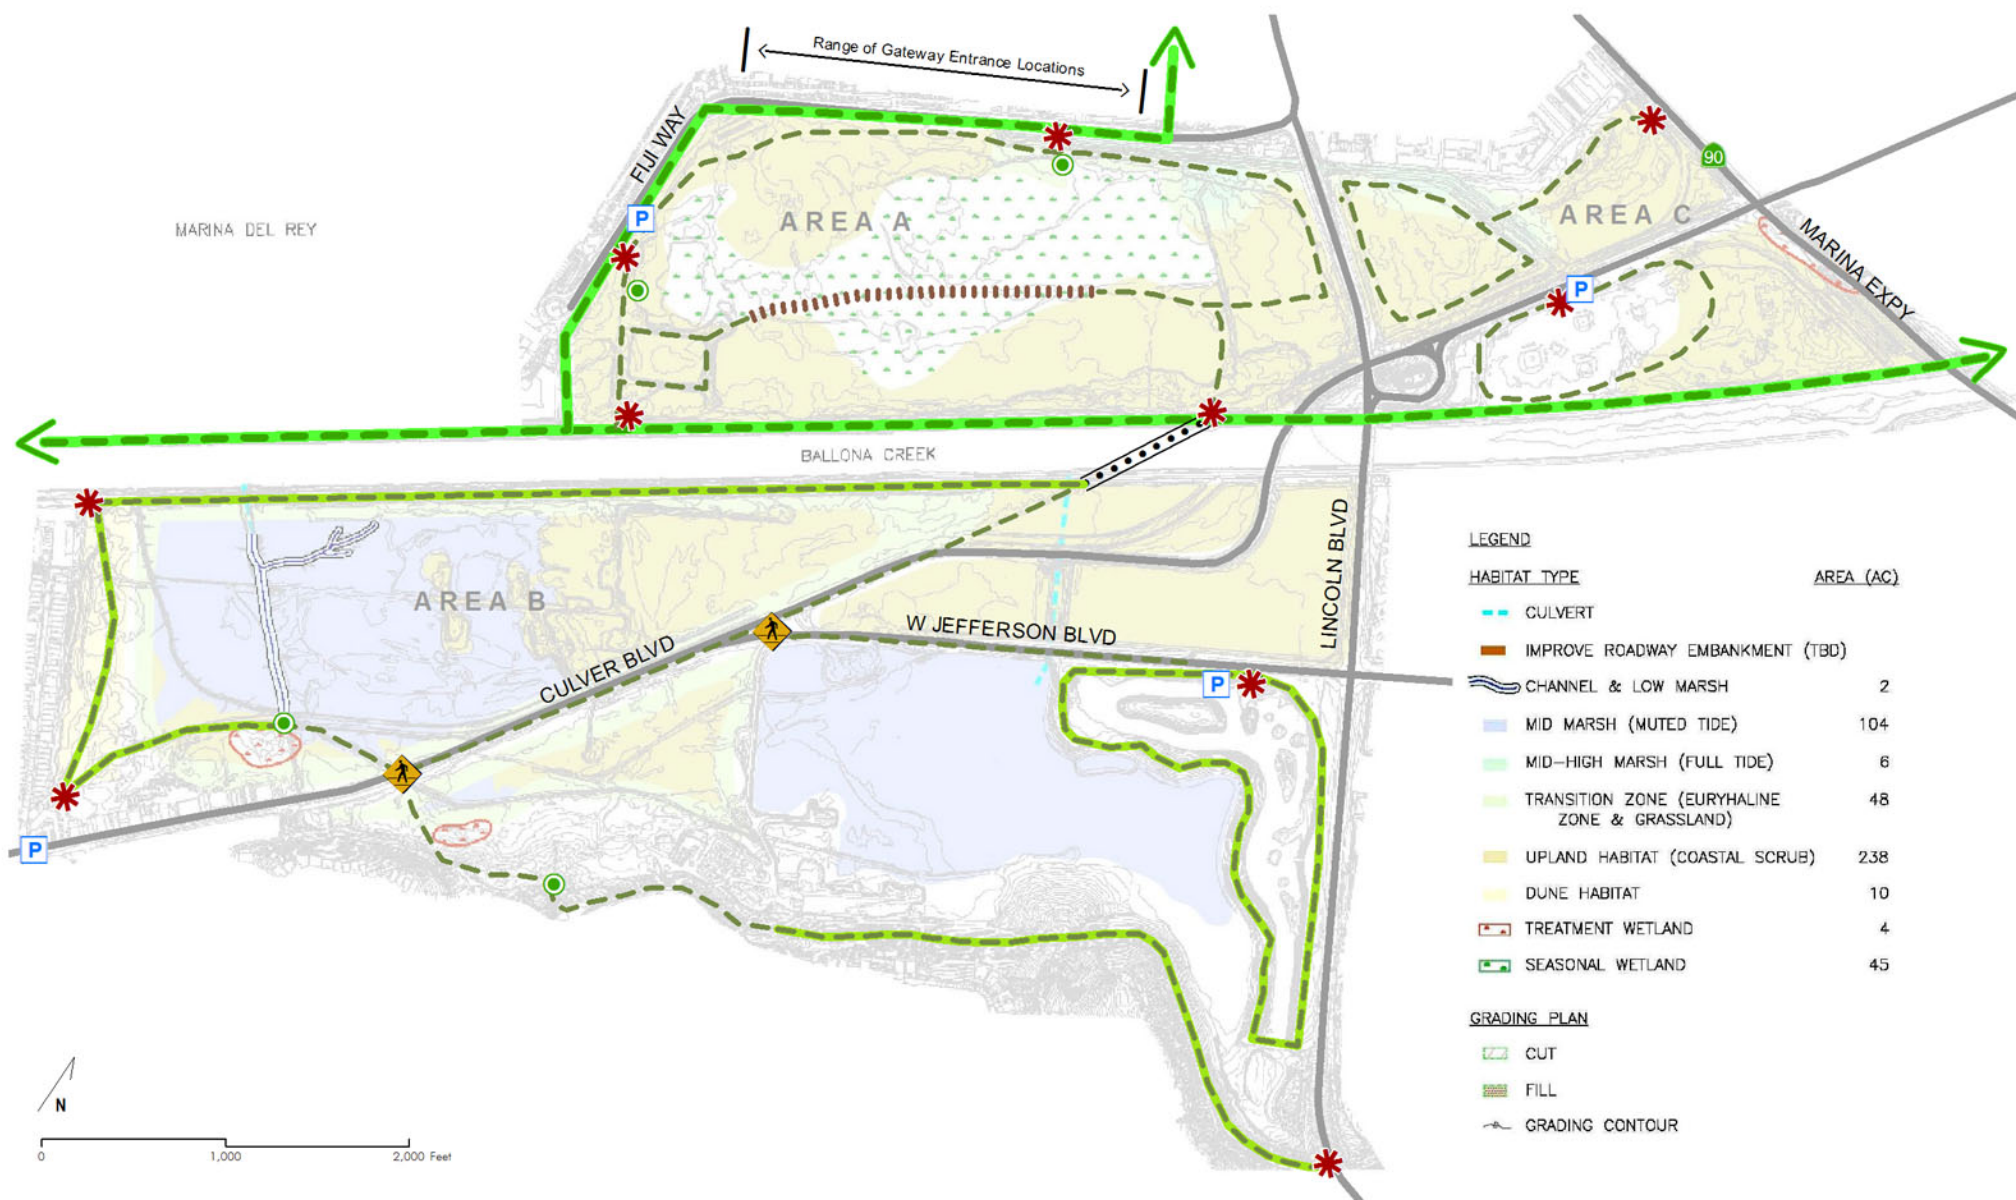 Range of Gateway Entrance Locations
FIJI WAY
90
P
MARINA DEL REY
AREA A
AREA C
MARINA EXPY
P
BALLONA CREEK
LINCOLN BLVD
AREA B
CULVER BLVD
W JEFFERSON BLVD
P
P
LEGEND
HABITAT TYPE AREA (AC)
CULVERT
IMPROVE ROADWAY EMBANKMENT (TBD)
CHANNEL & LOW MARSH 2
MID MARSH (MUTED TIDE) 104
MID-HIGH MARSH (FULL TIDE) 6
TRANSITION ZONE (EURYHALINE 48
ZONE & GRASSLAND)
UPLAND HABITAT (COASTAL SCRUB) 238
DUNE HABITAT 10
TREATMENT WETLAND 4
SEASONAL WETLAND 45
GRADING PLAN
CUT
FILL
GRADING CONTOUR
N
0 1,000 2,000 Feet